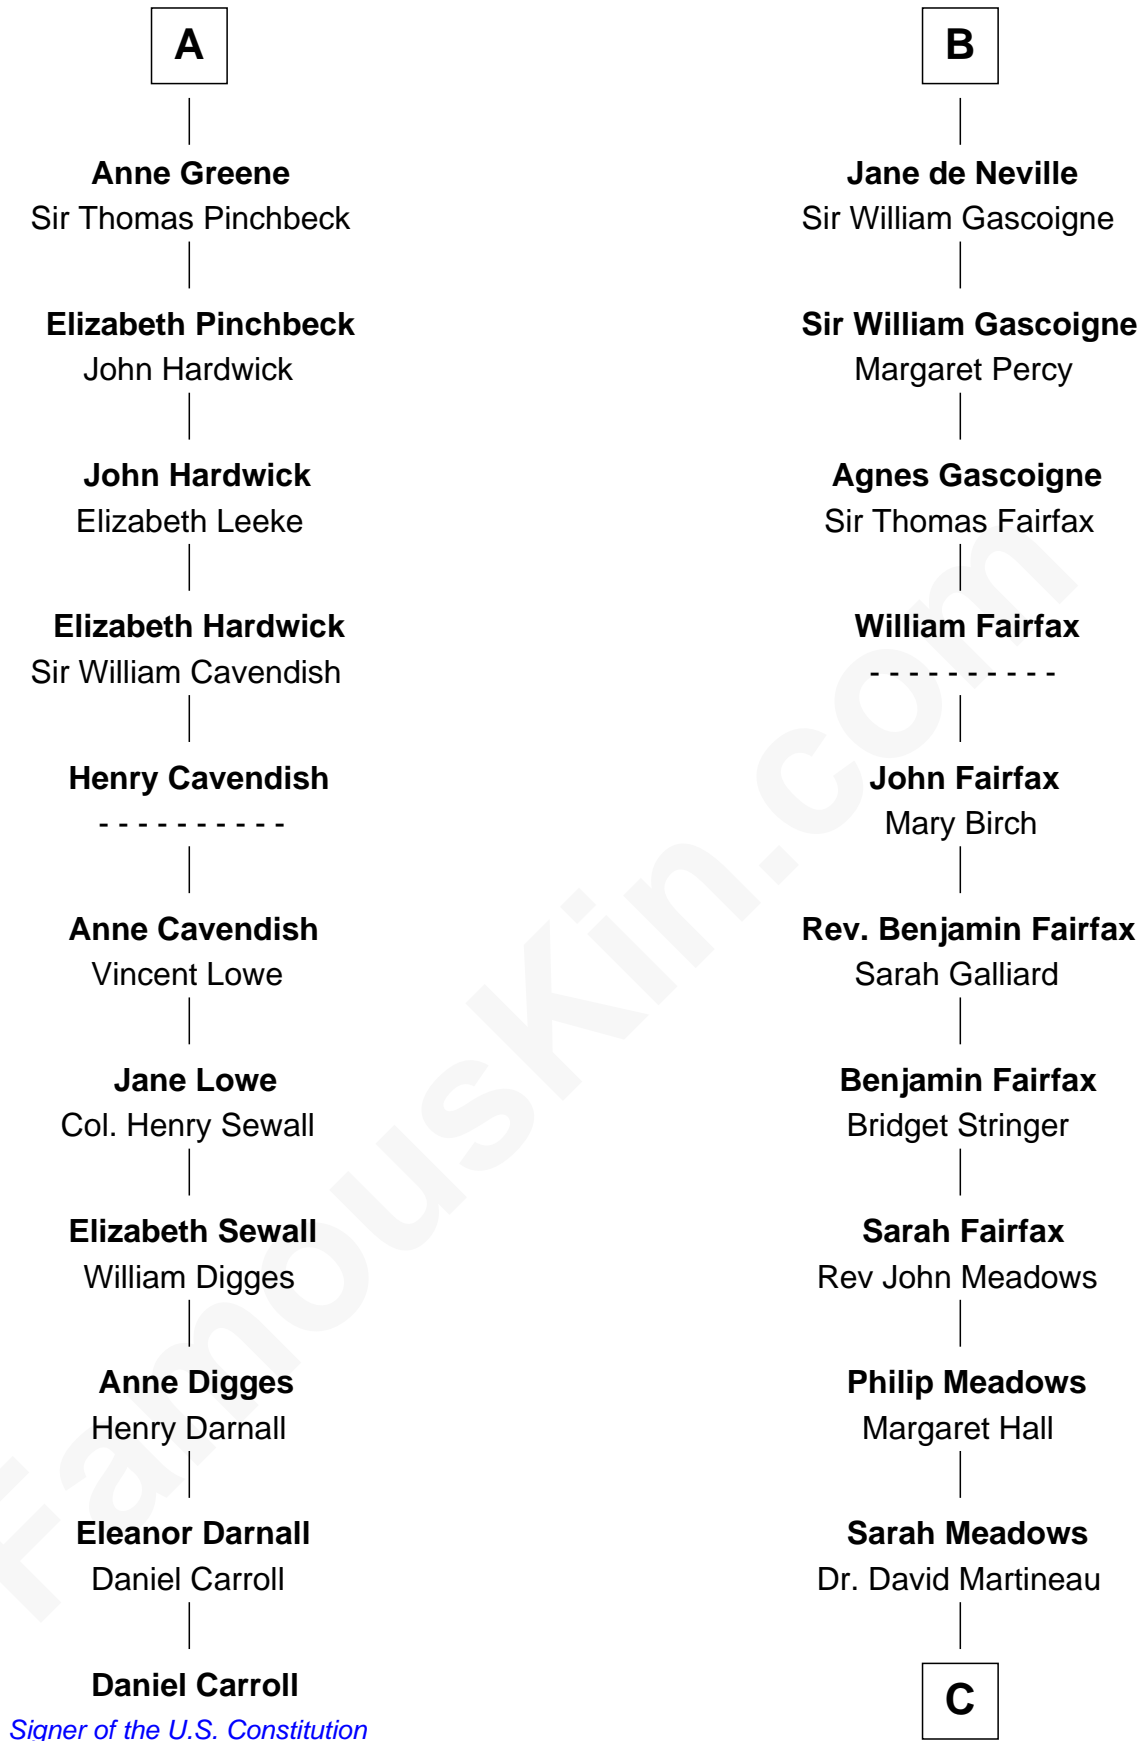 A
Anne Greene
Sir Thomas Pinchbeck
Elizabeth Pinchbeck
John Hardwick
John Hardwick
Elizabeth Leeke
Elizabeth Hardwick
Sir William Cavendish
Henry Cavendish
- - - - - - - - - -
Anne Cavendish
Vincent Lowe
Jane Lowe
Col. Henry Sewall
Elizabeth Sewall
William Digges
Anne Digges
Henry Darnall
Eleanor Darnall
Daniel Carroll
Daniel Carroll
Signer of the U.S. Constitution
B
Jane de Neville
Sir William Gascoigne
Sir William Gascoigne
Margaret Percy
Agnes Gascoigne
Sir Thomas Fairfax
William Fairfax
- - - - - - - - - -
John Fairfax
Mary Birch
Rev. Benjamin Fairfax
Sarah Galliard
Benjamin Fairfax
Bridget Stringer
Sarah Fairfax
Rev John Meadows
Philip Meadows
Margaret Hall
Sarah Meadows
Dr. David Martineau
C
FamousKin.com